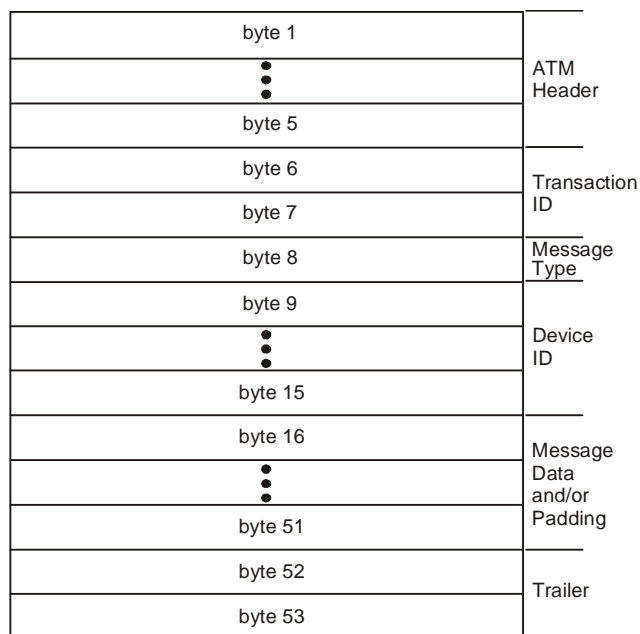 byte 1
ATM
Header
byte 5
byte 6
Transaction
ID
byte 7
byte 8
Message
Type
byte 9
Device
ID
byte 15
byte 16
Message
Data
and/or
Padding
byte 51
byte 52
Trailer
byte 53